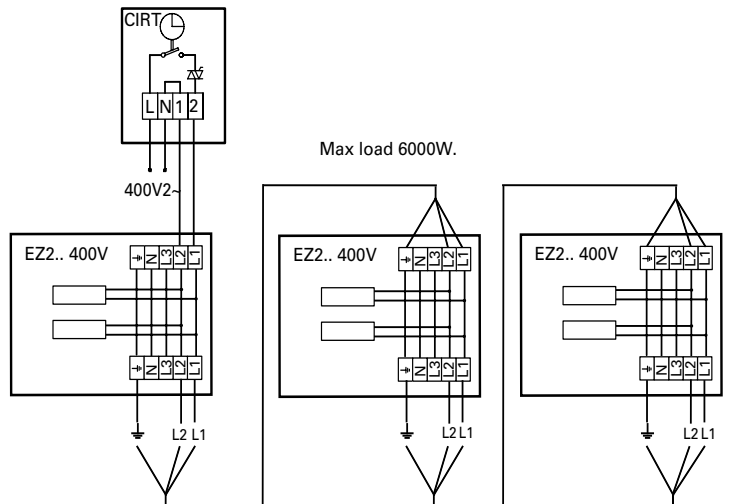 CIRT
L N 1 2
Max load 6000W.
400V2~
EZ2.. 400V
N L3 L2 L1
N L3 L2 L1
L2 L1
EZ2.. 400V
N L3 L2 L1
N L3 L2 L1
L2 L1
EZ2.. 400V
N L3 L2 L1
N L3 L2 L1
L2 L1